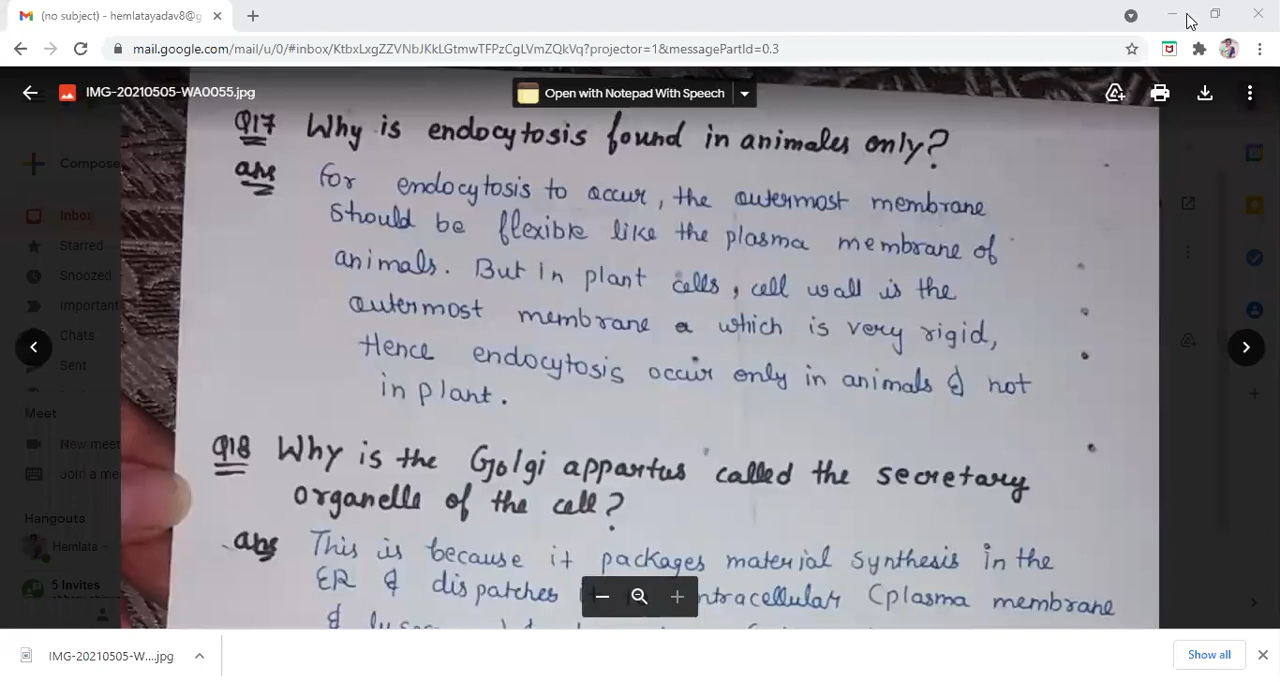 (no subject) - hemlatayadav8@g
mail.google.com/mail/u/0/#inbox/KtbxLxgZZVNbJKkLGtmwTFPzCgLVmZQkVq?projector=1&messagePartId=0.3
IMG-20210505-WA0055.jpg
Open with Notepad With Speech
Compose
Inbox
Starred
Snoozed
Important
Chats
Sent
Meet
New meet
Join a me
Hangouts
Hemlata
5 Invites
Q17 Why is endocytosis found in animales only?
ans For endocytosis to occur, the outermost membrane
should be flexible like the plasma membrane of
animals. But in plant cells, cell wall is the
outermost membrane a which is very rigid,
Hence endocytosis occur only in animals & not
in plant.
Q18 Why is the Golgi appartus called the secretary
organelle of the cell?
ans This is because it packages material synthesis in the
ER & dispatches ntracellular (plasma membrane
&
IMG-20210505-W....jpg
Show all